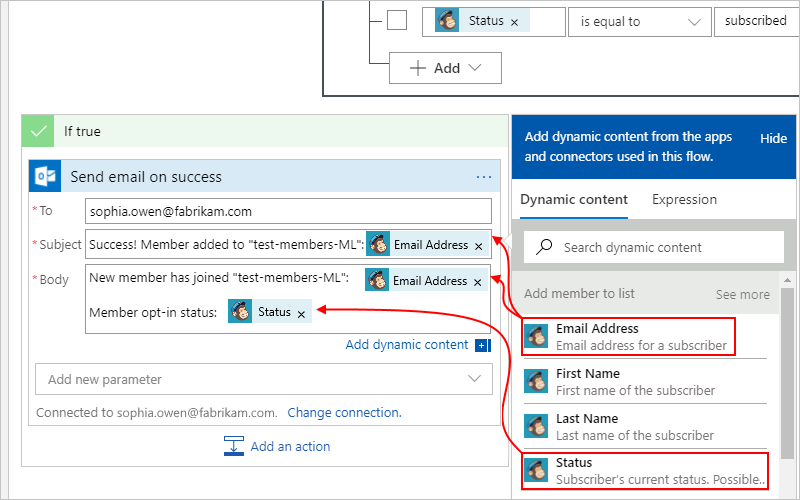 Status × is equal to subscribed
Add
If true
Send email on success ...
* To sophia.owen@fabrikam.com
* Subject Success! Member added to "test-members-ML": Email Address ×
* Body New member has joined "test-members-ML": Email Address ×
Member opt-in status: Status ×
Add dynamic content
Add new parameter
Connected to sophia.owen@fabrikam.com. Change connection.
Add an action
Add dynamic content from the apps
and connectors used in this flow.
Hide
Dynamic content Expression
Search dynamic content
Add member to list See more
Email Address
Email address for a subscriber
First Name
First name of the subscriber
Last Name
Last name of the subscriber
Status
Subscriber's current status. Possible..